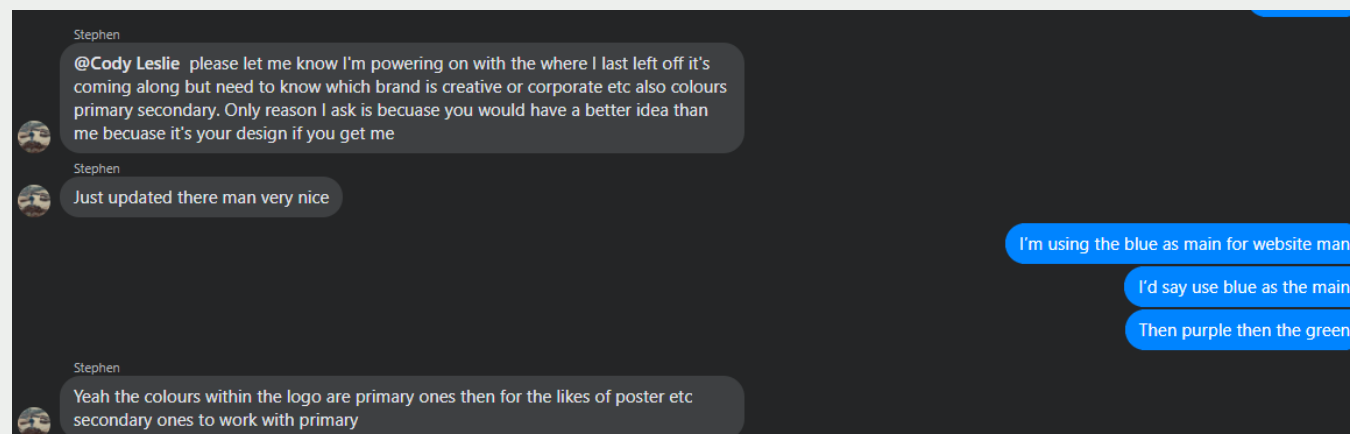 Stephen
@Cody Leslie please let me know I'm powering on with the where I last left off it's
coming along but need to know which brand is creative or corporate etc also colours
primary secondary. Only reason I ask is becuase you would have a better idea than
me becuase it's your design if you get me
Stephen
Just updated there man very nice
I'm using the blue as main for website man
I'd say use blue as the main
Then purple then the green
Stephen
Yeah the colours within the logo are primary ones then for the likes of poster etc
secondary ones to work with primary